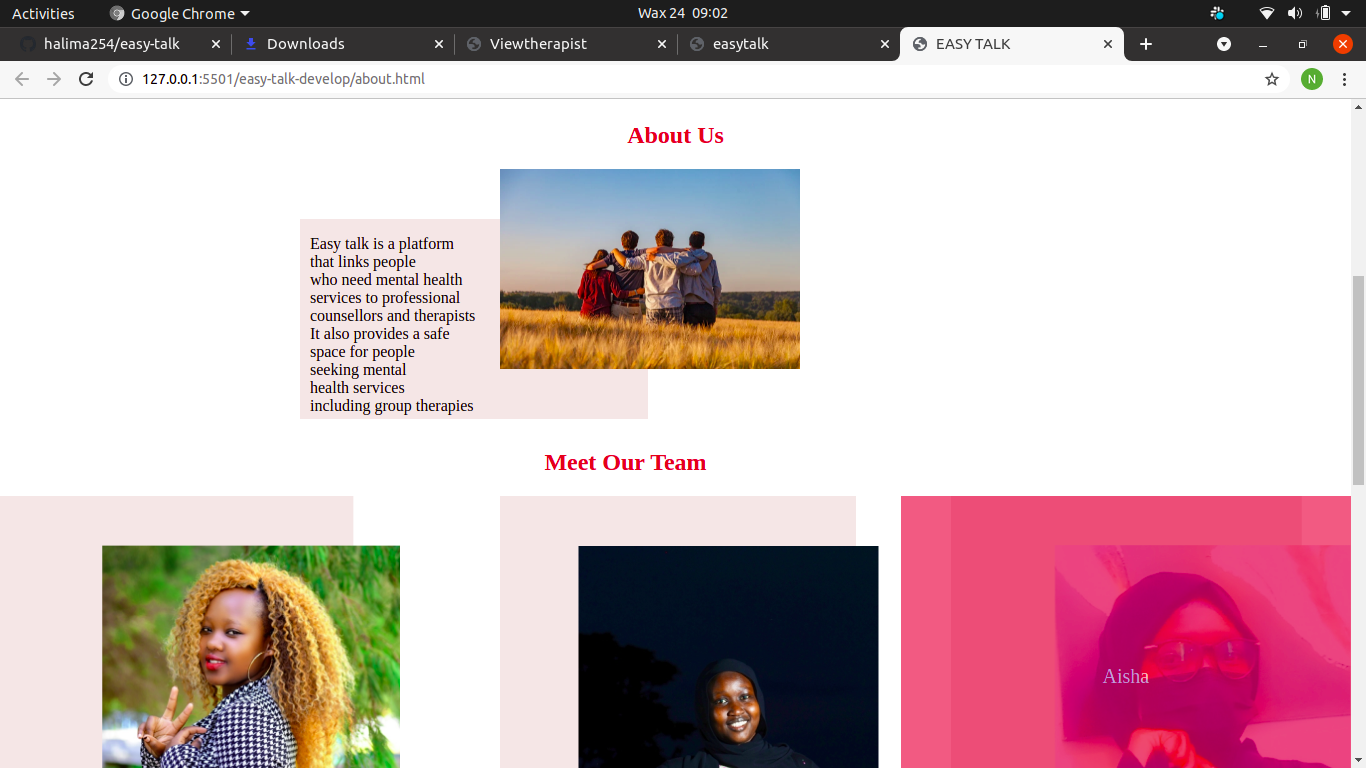 Activities
Google Chrome
Wax 24 09:02
halima254/easy-talk
Downloads
Viewtherapist
easytalk
EASY TALK
127.0.0.1:5501/easy-talk-develop/about.html
N
About Us
Easy talk is a platform
that links people
who need mental health
services to professional
counsellors and therapists
It also provides a safe
space for people
seeking mental
health services
including group therapies
Meet Our Team
Aisha